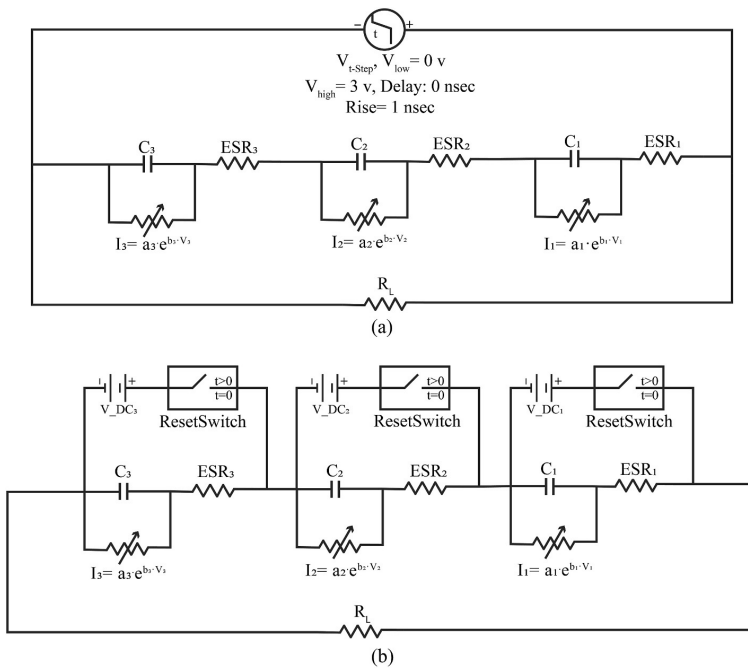 − t +
V_t-Step, V_low= 0 v
V_high= 3 v, Delay: 0 nsec
Rise= 1 nsec
C₃ ESR₃ C₂ ESR₂ C₁ ESR₁
I₃= a₃·e^b₃·V₃ I₂= a₂·e^b₂·V₂ I₁= a₁·e^b₁·V₁
R_L
(a)
+ t>0 + t>0 + t>0
t=0 t=0 t=0
V_DC₃ V_DC₂ V_DC₁
ResetSwitch ResetSwitch ResetSwitch
C₃ ESR₃ C₂ ESR₂ C₁ ESR₁
I₃= a₃·e^b₃·V₃ I₂= a₂·e^b₂·V₂ I₁= a₁·e^b₁·V₁
R_L
(b)